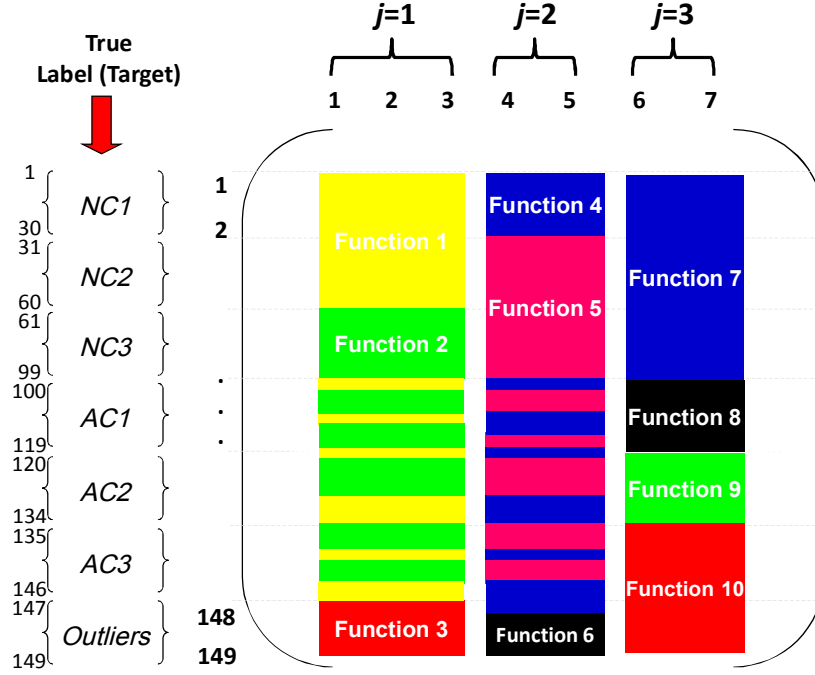 j=1 j=2 j=3
True
Label (Target)
1 2 3 4 5 6 7
1
NC1
30
1
2
Function 1
Function 4
Function 7
31
NC2
60
Function 5
61
NC3
99
Function 2
100
AC1
119
.
.
.
Function 8
120
AC2
134
Function 9
135
AC3
146
Function 10
147
Outliers
149
148
149
Function 3
Function 6